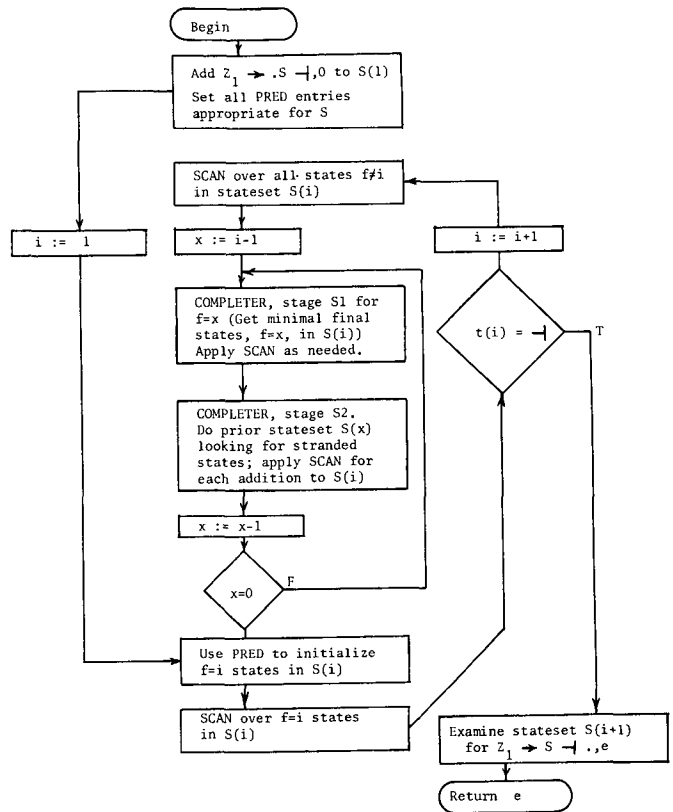 Begin
Add Z₁ → .S ⊣,0 to S(1)
Set all PRED entries
appropriate for S
SCAN over all states f≠i
in stateset S(i)
i := 1
x := i-1
i := i+1
COMPLETER, stage S1 for
f=x (Get minimal final
states, f=x, in S(i))
Apply SCAN as needed.
t(i) = ⊣
T
COMPLETER, stage S2.
Do prior stateset S(x)
looking for stranded
states; apply SCAN for
each addition to S(i)
x := x-1
x=0
F
Use PRED to initialize
f=i states in S(i)
SCAN over f=i states
in S(i)
Examine stateset S(i+1)
for Z₁ → S ⊣ .,e
Return e